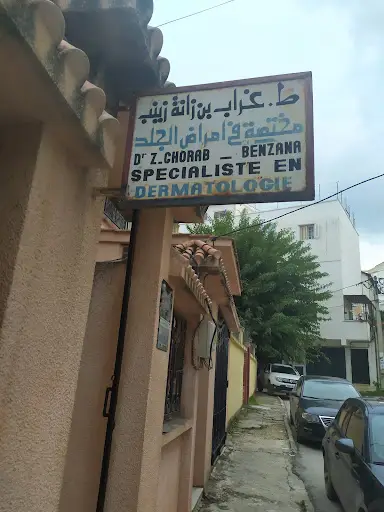 ط. غراب بن زانة زينب
مختصة في أمراض الجلد
Dr Z. GHORAB _ BENZANA
SPECIALISTE EN
DERMATOLOGIE